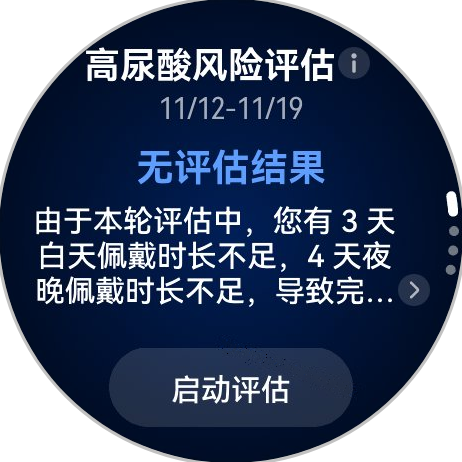 高尿酸风险评估
11/12-11/19
无评估结果
由于本轮评估中，您有 3 天
白天佩戴时长不足，4 天夜
晚佩戴时长不足，导致完...
启动评估